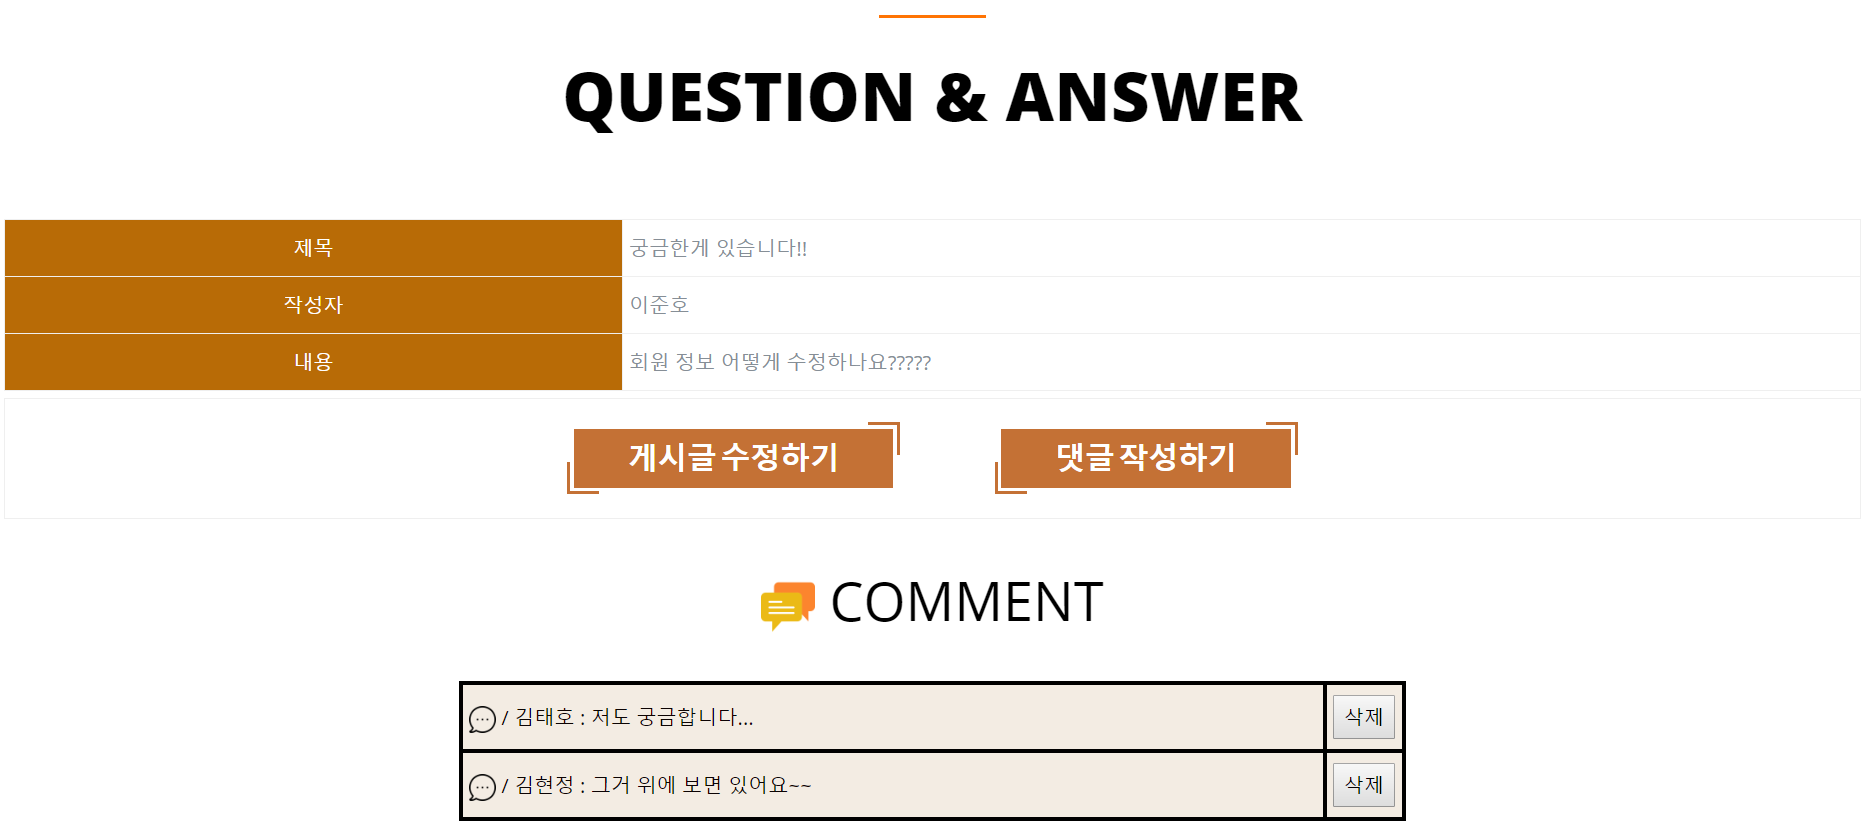 QUESTION & ANSWER
제목 궁금한게 있습니다!!
작성자 이준호
내용 회원 정보 어떻게 수정하나요?????
게시글 수정하기 댓글 작성하기
COMMENT
/ 김태호 : 저도 궁금합니다... 삭제
/ 김현정 : 그거 위에 보면 있어요~~ 삭제